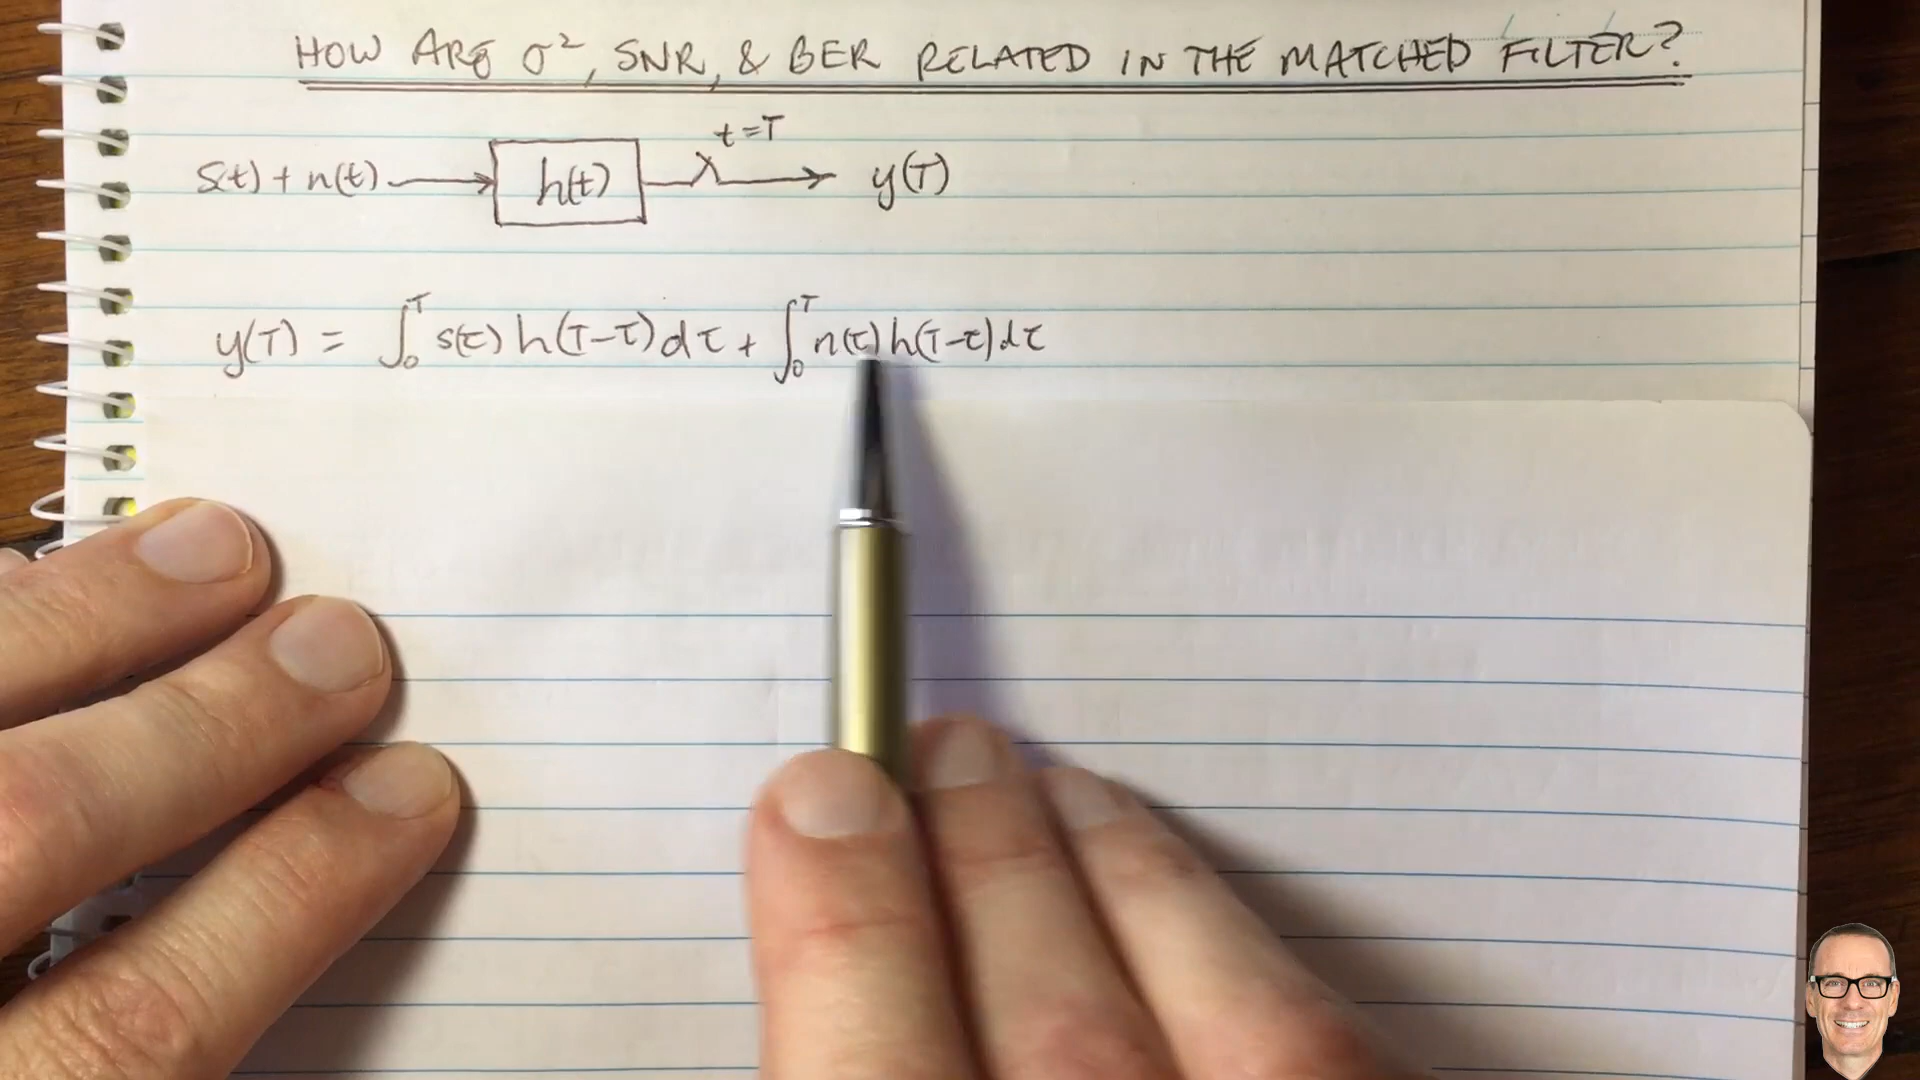 HOW ARE σ², SNR, & BER RELATED IN THE MATCHED FILTER?
t=T
s(t) + n(t) → h(t) → y(T)
y(T) = ∫₀ᵀ s(τ) h(T-τ) dτ + ∫₀ᵀ n(τ) h(T-τ) dτ